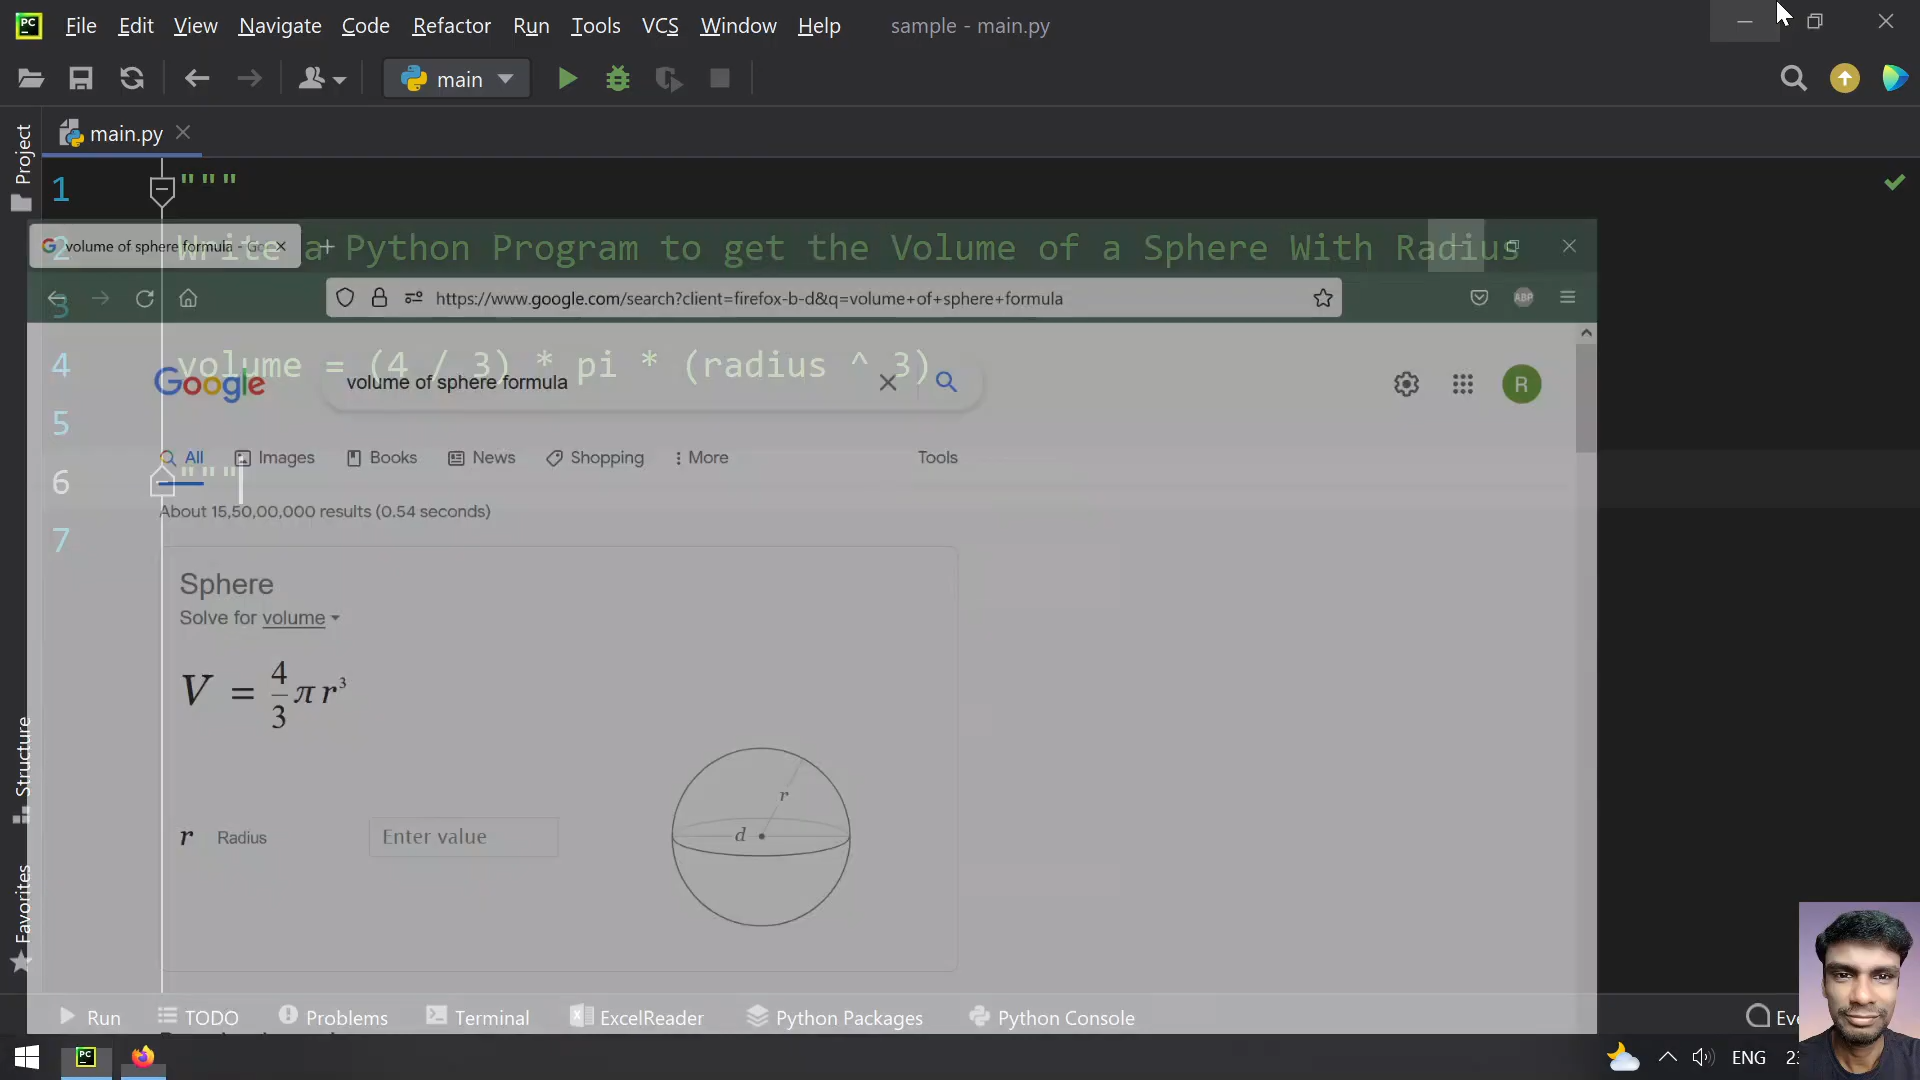 File Edit View Navigate Code Refactor Run Tools VCS Window Help sample - main.py
main
main.py
Project
1 """
2 Write a Python Program to get the Volume of a Sphere With Radius
3
4 volume = (4 / 3) * pi * (radius ^ 3)
5
6 """
7
volume of sphere formula - Go
https://www.google.com/search?client=firefox-b-d&q=volume+of+sphere+formula
ABP
Google volume of sphere formula R
All Images Books News Shopping More Tools
About 15,50,00,000 results (0.54 seconds)
Sphere
Solve for volume
V = 4/3 π r³
r Radius Enter value
r
d
Structure
Favorites
Run TODO Problems Terminal ExcelReader Python Packages Python Console
PC
ENG